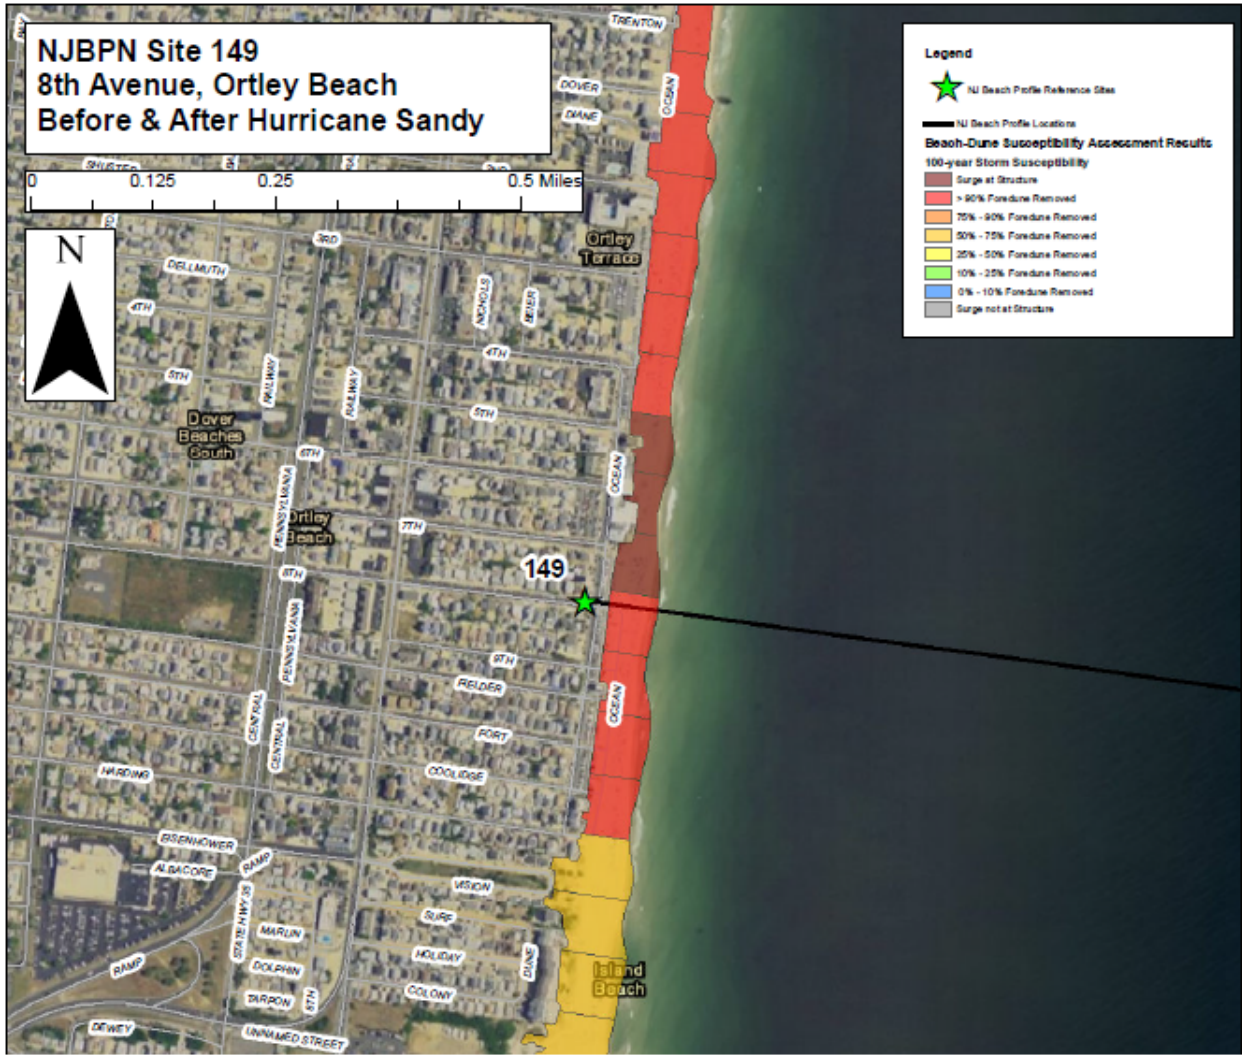 NJBPN Site 149
8th Avenue, Ortley Beach
Before & After Hurricane Sandy
0 0.125 0.25 0.5 Miles
N
Legend
NJ Beach Profile Reference Sites
NJ Beach Profile Locations
Beach-Dune Susceptibility Assessment Results
100-year Storm Susceptibility
Surge at Structure
> 90% Foredune Removed
75% - 90% Foredune Removed
50% - 75% Foredune Removed
25% - 50% Foredune Removed
10% - 25% Foredune Removed
0% - 10% Foredune Removed
Surge not at Structure
TRENTON
DOVER
DIANE
OCEAN
SHUSTER
3RD
Ortley
Terrace
DELLMUTH
NICHOLS
BEIER
4TH
4TH
5TH
RAILWAY
RAILWAY
5TH
Dover
Beaches
South
6TH
OCEAN
PENNSYLVANIA
Ortley
Beach
7TH
149
8TH
PENNSYLVANIA
9TH
FIELDER
OCEAN
CENTRAL
CENTRAL
FORT
HARDING
COOLIDGE
EISENHOWER
ALBACORE
RAMP
VISION
STATE HWY 35
SURF
MARLIN
HOLIDAY
DUNE
RAMP
DOLPHIN
Island
Beach
COLONY
TARPON
8TH
DEWEY
UNNAMED STREET